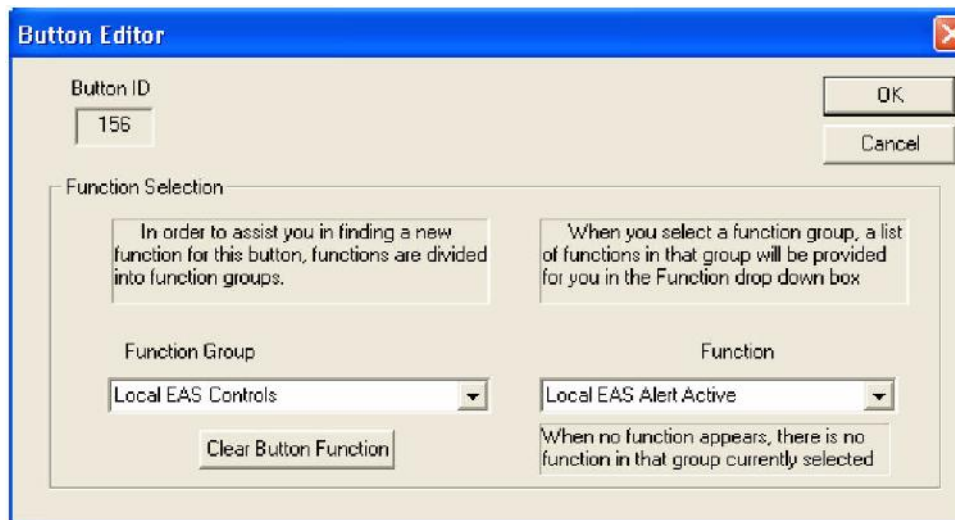 Button Editor
Button ID
156
OK
Cancel
Function Selection
In order to assist you in finding a new
function for this button, functions are divided
into function groups.
When you select a function group, a list
of functions in that group will be provided
for you in the Function drop down box
Function Group
Function
Local EAS Controls
Local EAS Alert Active
Clear Button Function
When no function appears, there is no
function in that group currently selected